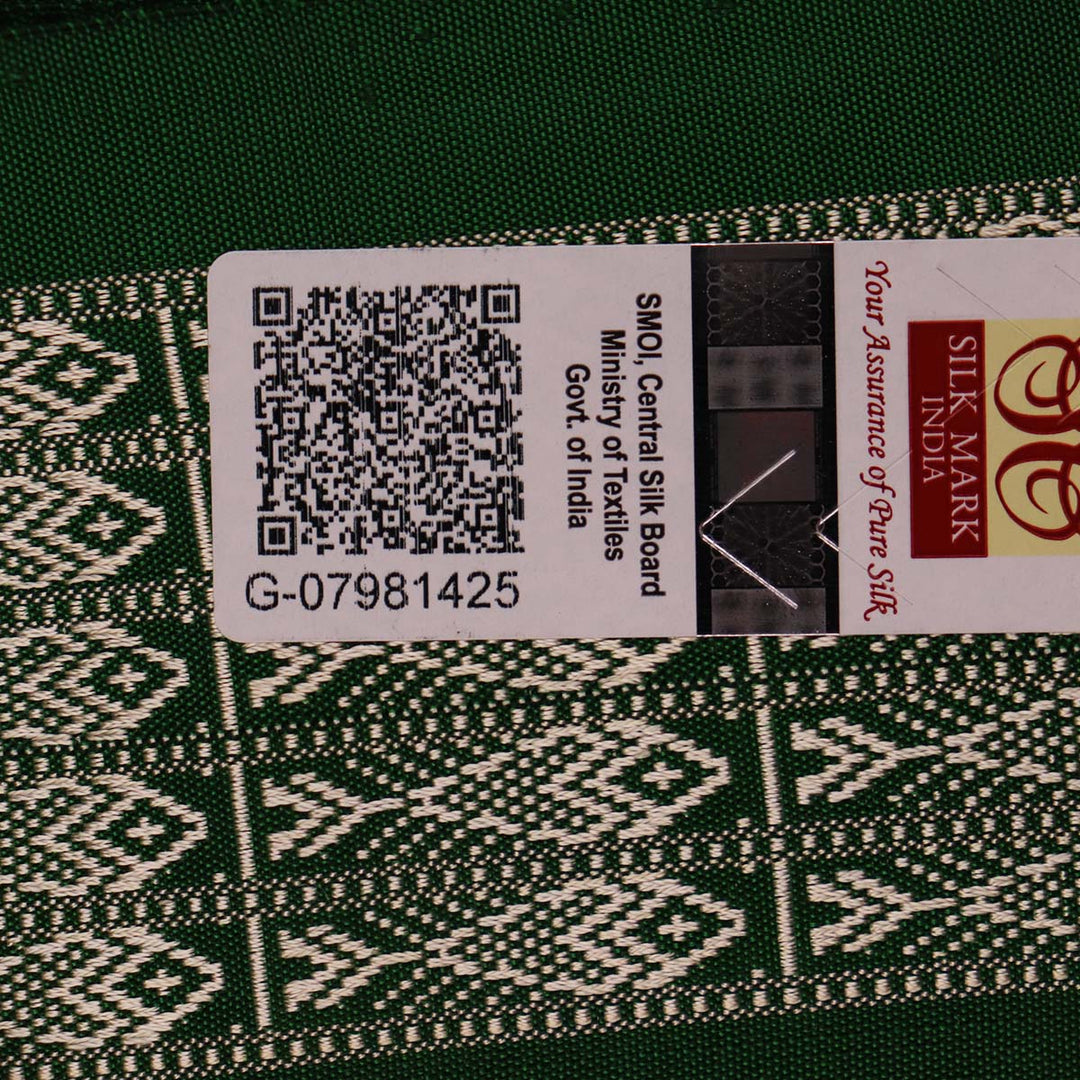 G-07981425
SMOI, Central Silk Board
Ministry of Textiles
Govt. of India
Your Assurance of Pure Silk
SILK MARK
INDIA